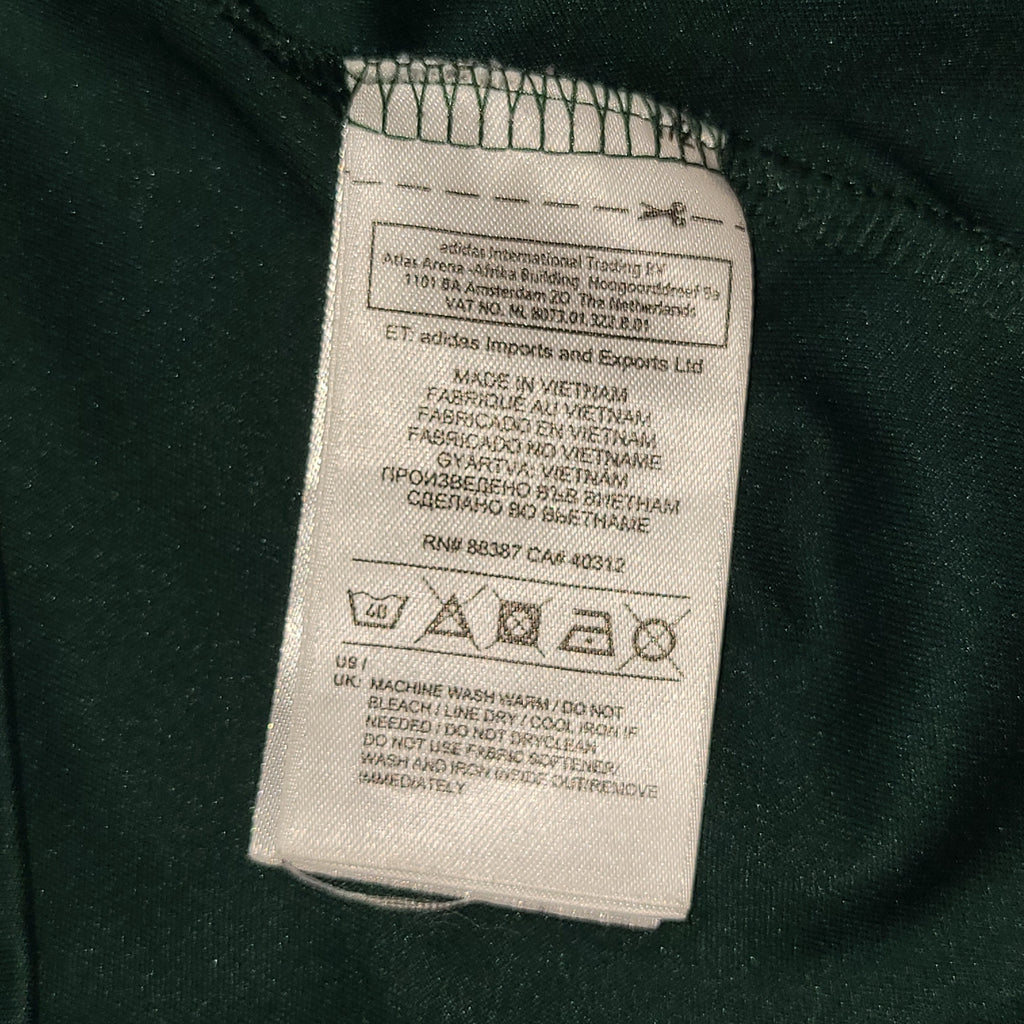 adidas International Trading BV
Atlas Arena -Afrika Building, Hoogoorddreef 9a
1101 BA Amsterdam ZO, The Netherlands
VAT NO. NL 8073.01.323.B.01
ET: adidas Imports and Exports Ltd
MADE IN VIETNAM
FABRIQUÉ AU VIETNAM
FABRICADO EN VIETNAM
FABRICADO NO VIETNAME
GYÁRTVA: VIETNAM
ПРОИЗВЕДЕНО ВЪВ ВИЕТНАМ
СДЕЛАНО ВО ВЬЕТНАМЕ
RN# 88387 CA# 40312
40
US /
UK: MACHINE WASH WARM / DO NOT
BLEACH / LINE DRY / COOL IRON IF
NEEDED / DO NOT DRYCLEAN
DO NOT USE FABRIC SOFTENER/
WASH AND IRON INSIDE OUT/REMOVE
IMMEDIATELY